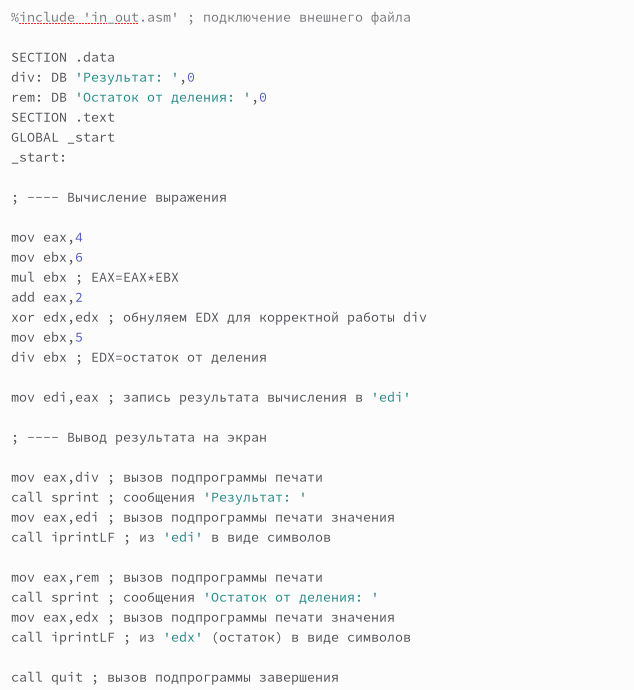 %include 'in_out.asm' ; подключение внешнего файла
SECTION .data
div: DB 'Результат: ',0
rem: DB 'Остаток от деления: ',0
SECTION .text
GLOBAL _start
_start:
; ---- Вычисление выражения
mov eax,4
mov ebx,6
mul ebx ; EAX=EAX*EBX
add eax,2
xor edx,edx ; обнуляем EDX для корректной работы div
mov ebx,5
div ebx ; EDX=остаток от деления
mov edi,eax ; запись результата вычисления в 'edi'
; ---- Вывод результата на экран
mov eax,div ; вызов подпрограммы печати
call sprint ; сообщения 'Результат: '
mov eax,edi ; вызов подпрограммы печати значения
call iprintLF ; из 'edi' в виде символов
mov eax,rem ; вызов подпрограммы печати
call sprint ; сообщения 'Остаток от деления: '
mov eax,edx ; вызов подпрограммы печати значения
call iprintLF ; из 'edx' (остаток) в виде символов
call quit ; вызов подпрограммы завершения